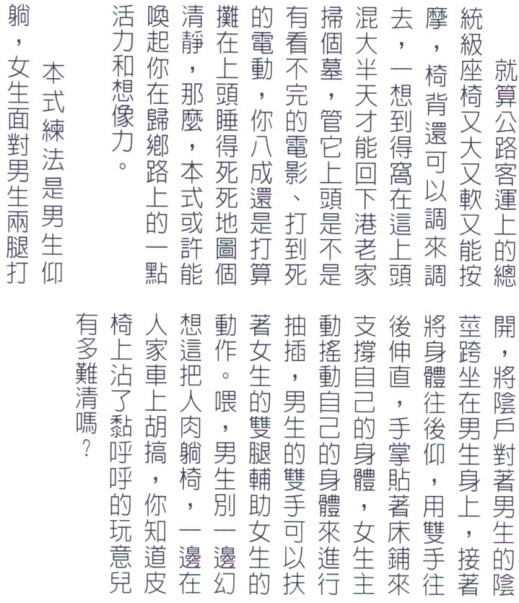 就算公路客運上的總
統級座椅又大又軟又能按
摩，椅背還可以調來調
去，一想到得窩在這上頭
混大半天才能回下港老家
掃個墓，管它上頭是不是
有看不完的電影、打到死
的電動，你八成還是打算
攤在上頭睡得死死地圖個
清靜，那麼，本式或許能
喚起你在歸鄉路上的一點
活力和想像力。
本式練法是男生仰
躺，女生面對男生兩腿打
開，將陰戶對著男生的陰
莖跨坐在男生身上，接著
將身體往後仰，用雙手往
後伸直，手掌貼著床鋪來
支撐自己的身體，女生主
動搖動自己的身體來進行
抽插，男生的雙手可以扶
著女生的雙腿輔助女生的
動作。喂，男生別一邊幻
想這把人肉躺椅，一邊在
人家車上胡搞，你知道皮
椅上沾了黏呼呼的玩意兒
有多難清嗎？